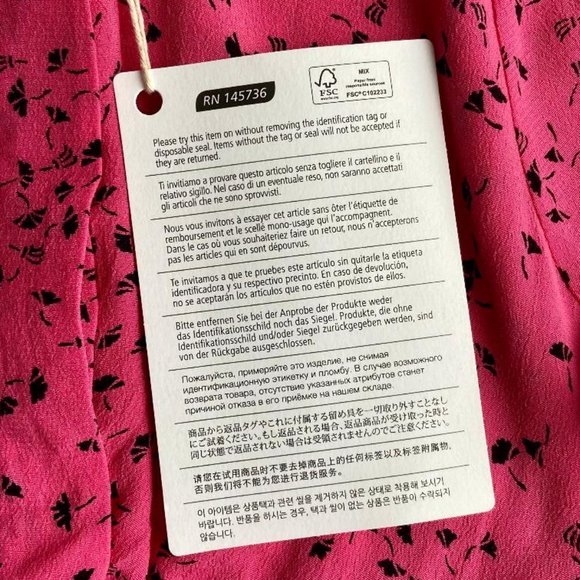 RN 145736
FSC
MIX
Paper from
responsible sources
FSC® C102233
Please try this item on without removing the identification tag or
disposable seal. Items without the tag or seal will not be accepted if
they are returned.
Ti invitiamo a provare questo articolo senza togliere il cartellino e il
relativo sigillo. Nel caso di un eventuale reso, non saranno accettati
gli articoli che ne sono sprovvisti.
Nous vous invitons à essayer cet article sans ôter l'étiquette de
remboursement et le scellé mono-usage qui l'accompagnent.
Dans le cas où vous souhaiteriez faire un retour, nous n'accepterons
pas les articles qui en sont dépourvus.
Te invitamos a que te pruebes este artículo sin quitarle la etiqueta
identificadora y su respectivo precinto. En caso de devolución,
no se aceptarán los artículos que no estén provistos de ellos.
Bitte entfernen Sie bei der Anprobe der Produkte weder
das Identifikationsschild noch das Siegel. Produkte, die ohne
Identifikationsschild und/oder Siegel zurückgegeben werden, sind
von der Rückgabe ausgeschlossen.
Пожалуйста, примеряйте это изделие, не снимая
идентификационную этикетку и пломбу. В случае возможного
возврата товара, отсутствие указанных атрибутов станет
причиной отказа в его приёмке на нашем складе.
商品から返品タグやこれに付属する留め具を一切取り外すことなし
にご試着ください。もし返品される場合、返品商品が受け取った時と
同じ状態で返品されない場合は受領されませんのでご了承ください。
请您在试用商品时不要去掉商品上的任何标签以及标签附属物,
否则我们将不能为您进行退货服务。
이 아이템은 상품택과 관련 씰을 제거하지 않은 상태로 착용해 보시기
바랍니다. 반품을 하시는 경우, 택과 씰이 없는 상품은 반품이 수락되지
않습니다.